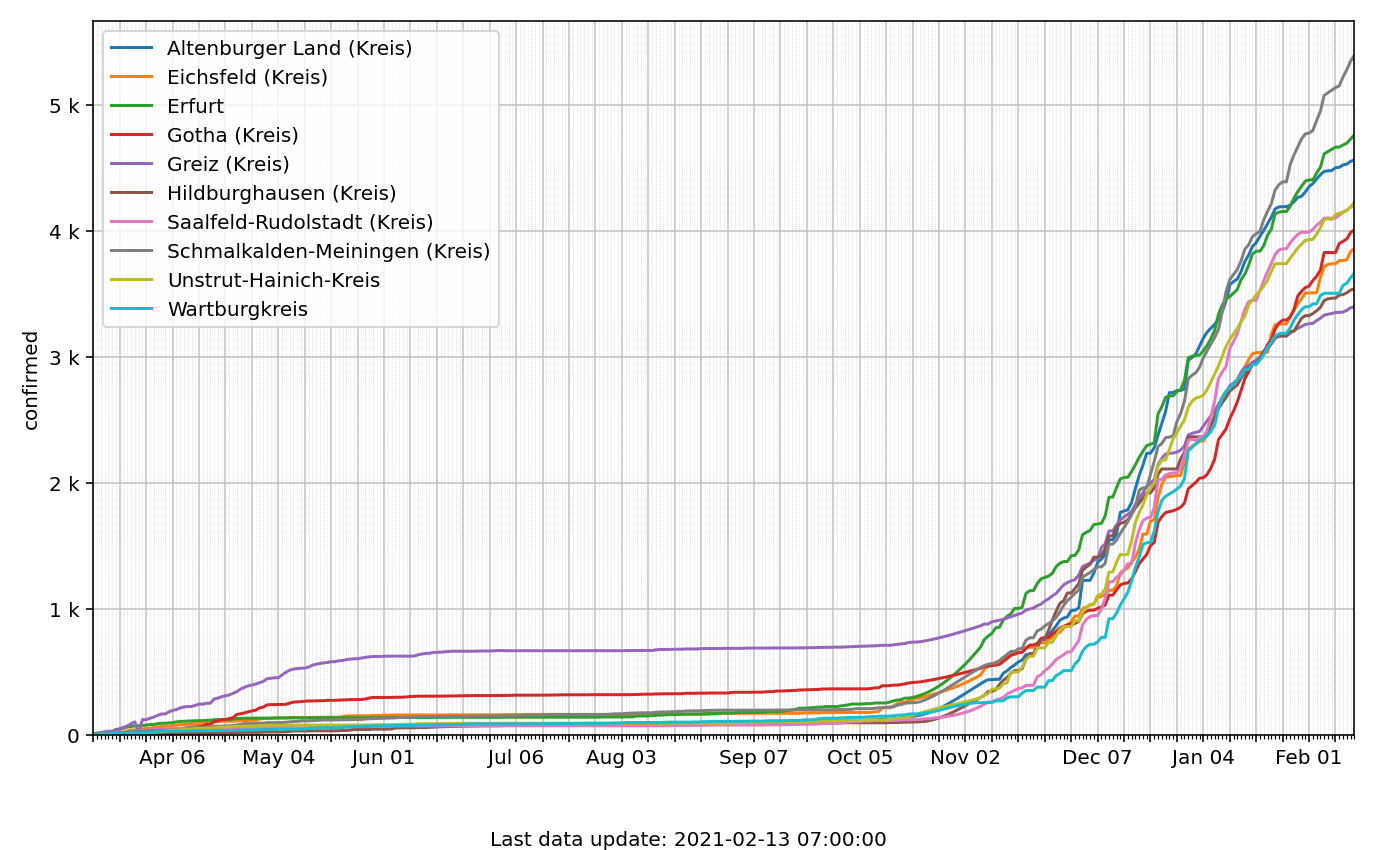 Altenburger Land (Kreis)
Eichsfeld (Kreis)
Erfurt
Gotha (Kreis)
Greiz (Kreis)
Hildburghausen (Kreis)
Saalfeld-Rudolstadt (Kreis)
Schmalkalden-Meiningen (Kreis)
Unstrut-Hainich-Kreis
Wartburgkreis
5 k
4 k
3 k
2 k
1 k
0
confirmed
Apr 06 May 04 Jun 01 Jul 06 Aug 03 Sep 07 Oct 05 Nov 02 Dec 07 Jan 04 Feb 01
Last data update: 2021-02-13 07:00:00